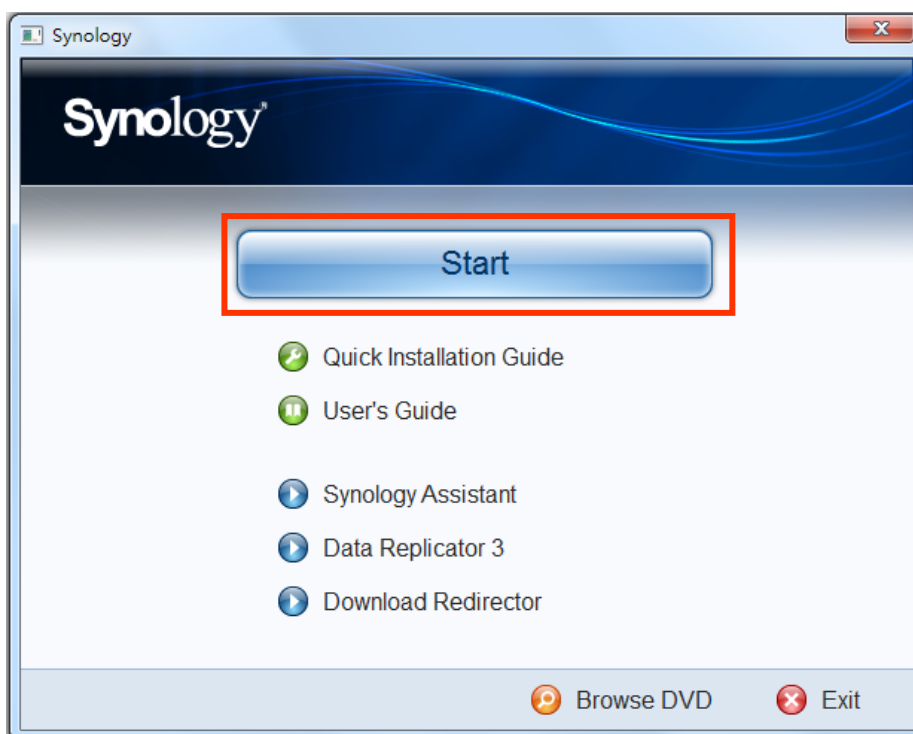 Synology
Synology
Start
Quick Installation Guide
User's Guide
Synology Assistant
Data Replicator 3
Download Redirector
Browse DVD
Exit